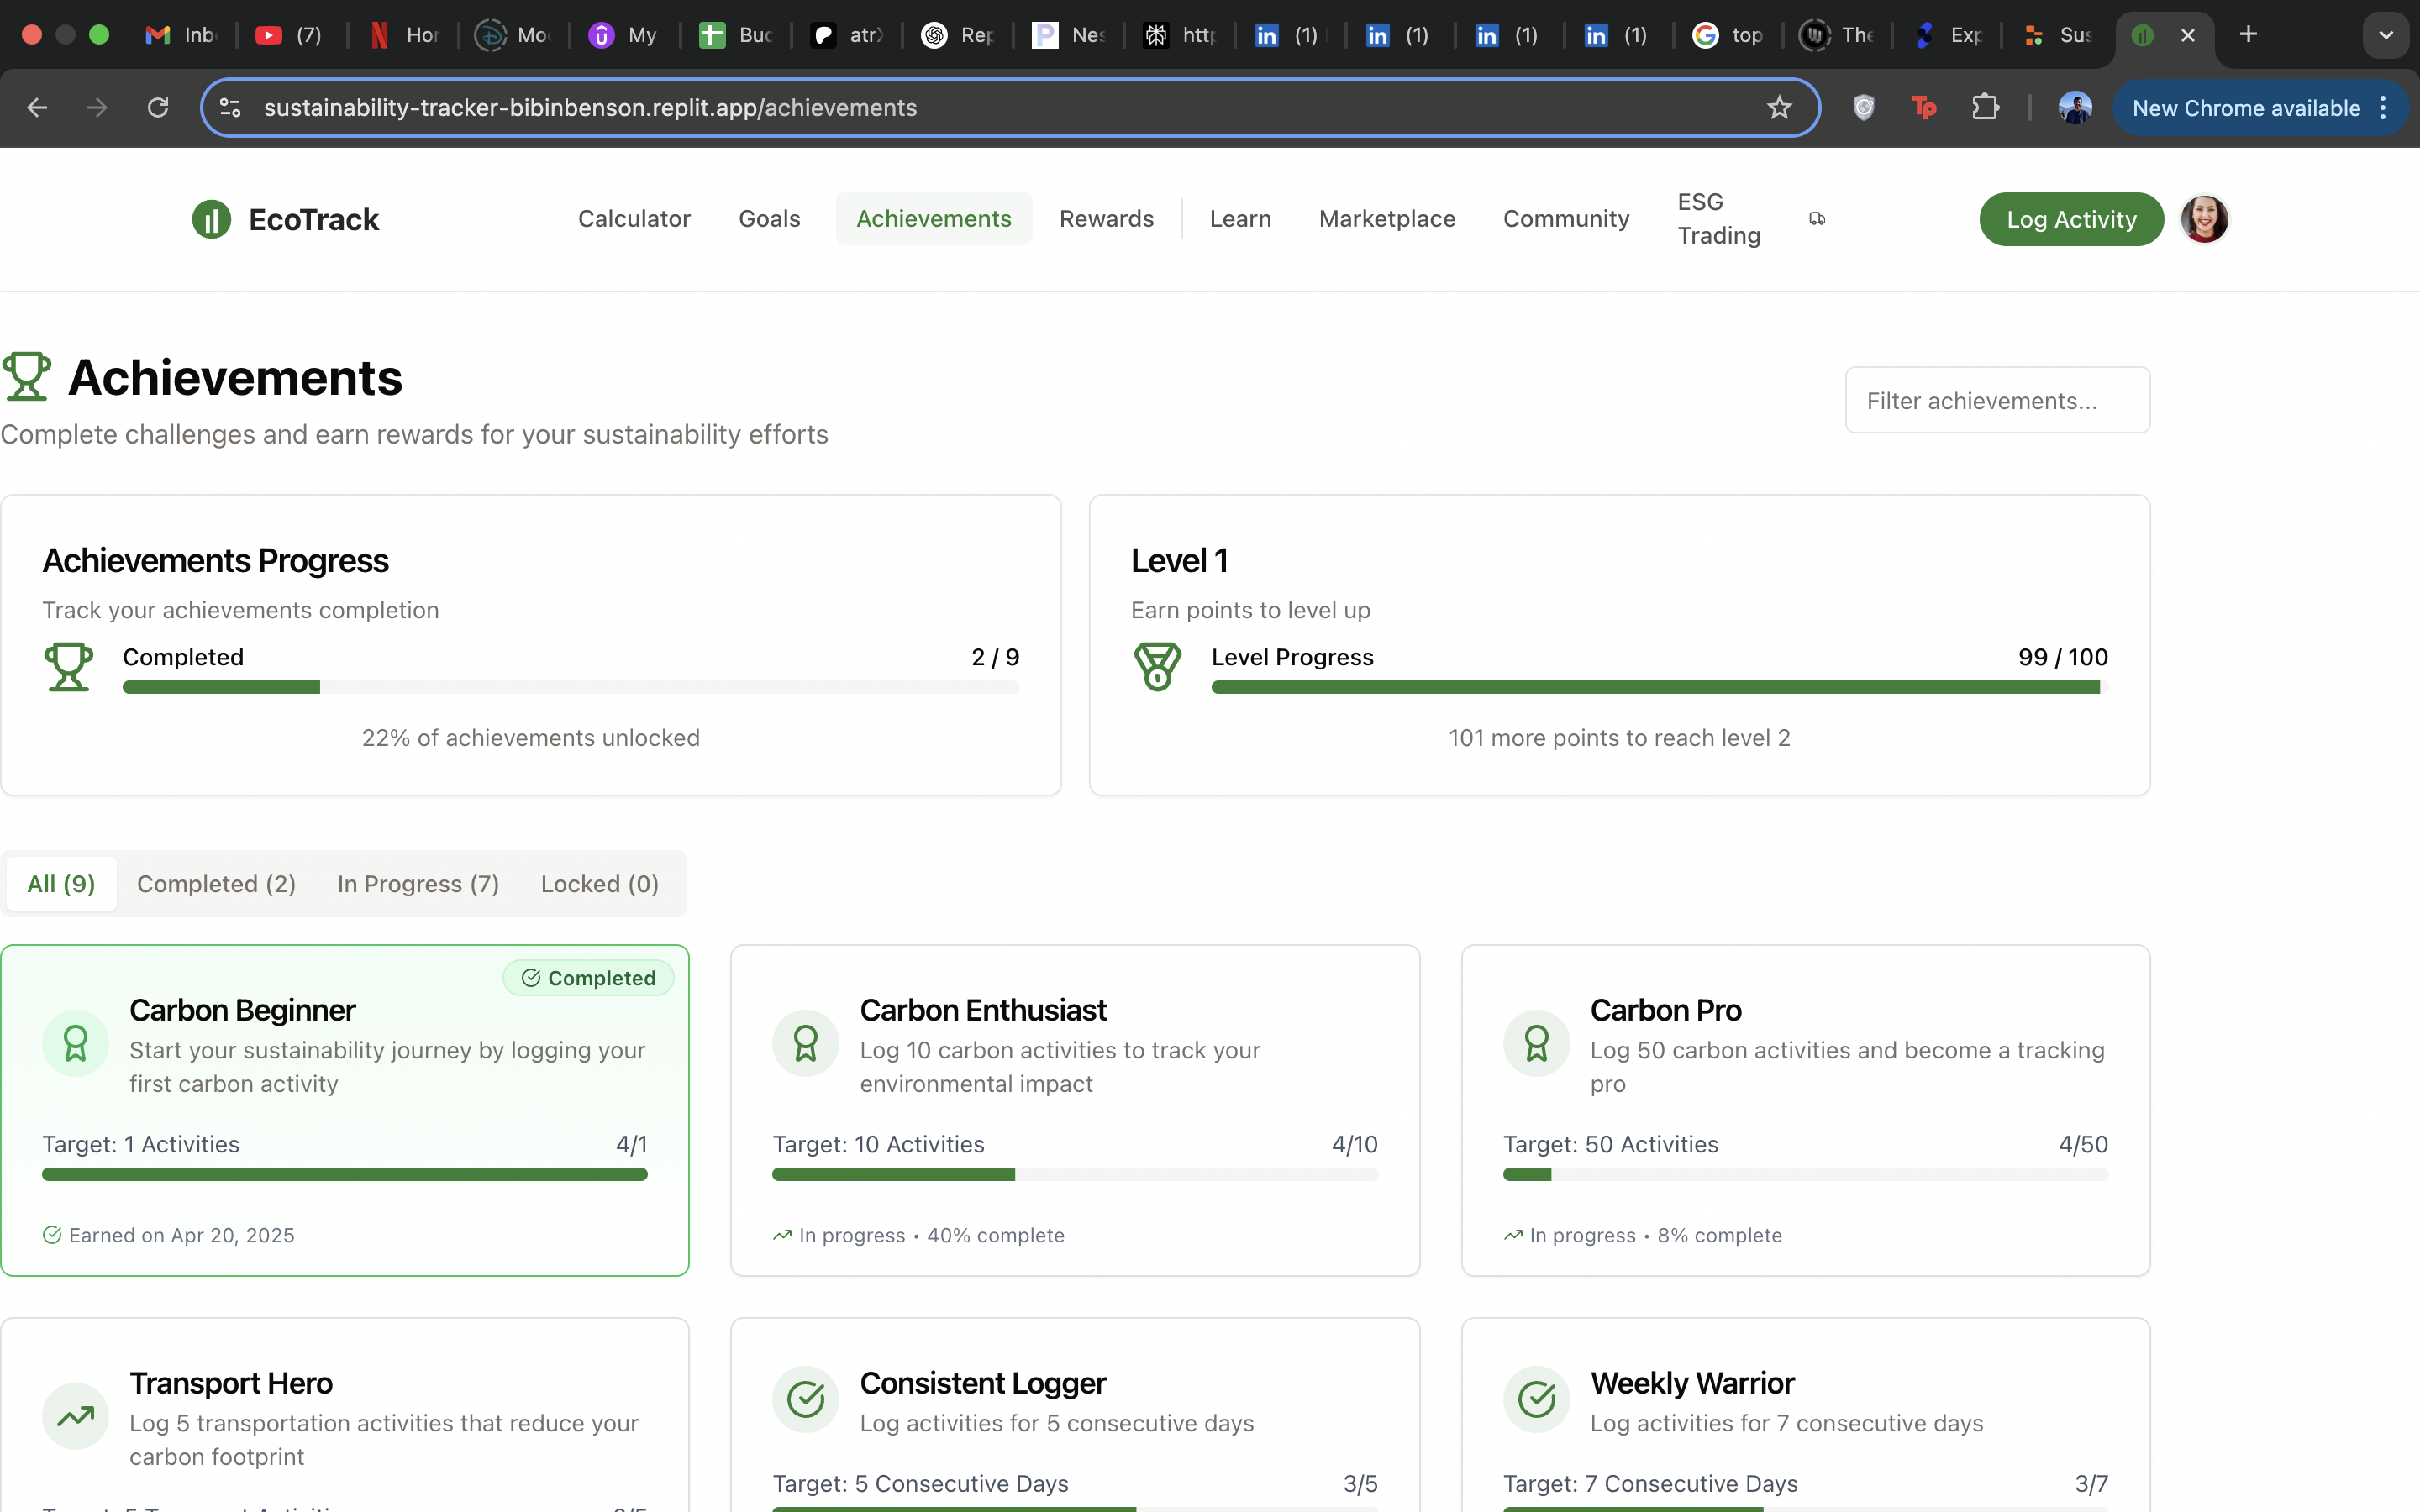 Inb
(7)
Hor
Mo
My
Buc
atr
Rep
Nes
http
(1)
(1)
(1)
(1)
top
The
Exp
Sus
sustainability-tracker-bibinbenson.replit.app/achievements
New Chrome available
EcoTrack
Calculator
Goals
Achievements
Rewards
Learn
Marketplace
Community
ESG
Trading
Log Activity
Achievements
Complete challenges and earn rewards for your sustainability efforts
Filter achievements...
Achievements Progress
Track your achievements completion
Completed 2 / 9
22% of achievements unlocked
Level 1
Earn points to level up
Level Progress 99 / 100
101 more points to reach level 2
All (9) Completed (2) In Progress (7) Locked (0)
Completed
Carbon Beginner
Start your sustainability journey by logging your
first carbon activity
Target: 1 Activities 4/1
Earned on Apr 20, 2025
Carbon Enthusiast
Log 10 carbon activities to track your
environmental impact
Target: 10 Activities 4/10
In progress • 40% complete
Carbon Pro
Log 50 carbon activities and become a tracking
pro
Target: 50 Activities 4/50
In progress • 8% complete
Transport Hero
Log 5 transportation activities that reduce your
carbon footprint
Consistent Logger
Log activities for 5 consecutive days
Target: 5 Consecutive Days 3/5
Weekly Warrior
Log activities for 7 consecutive days
Target: 7 Consecutive Days 3/7